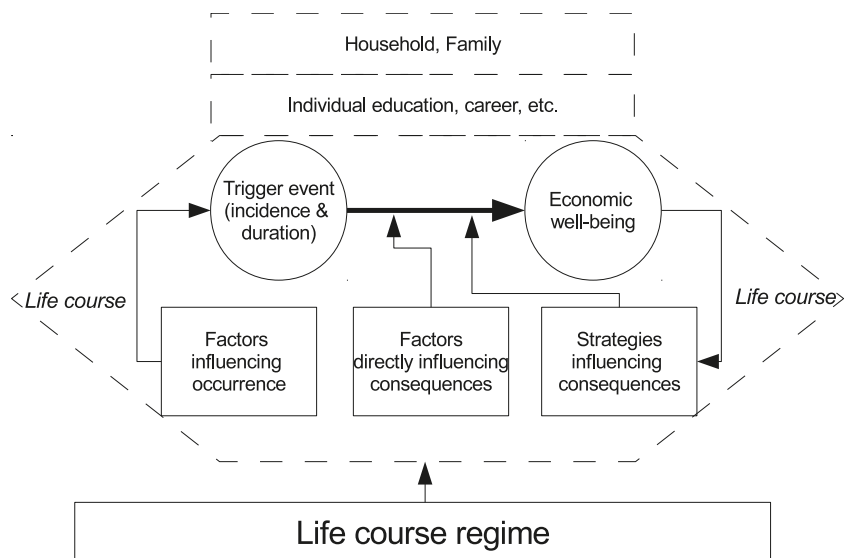 Household, Family
Individual education, career, etc.
Trigger event
(incidence &
duration)
Economic
well-being
Life course
Life course
Factors
influencing
occurrence
Factors
directly influencing
consequences
Strategies
influencing
consequences
Life course regime